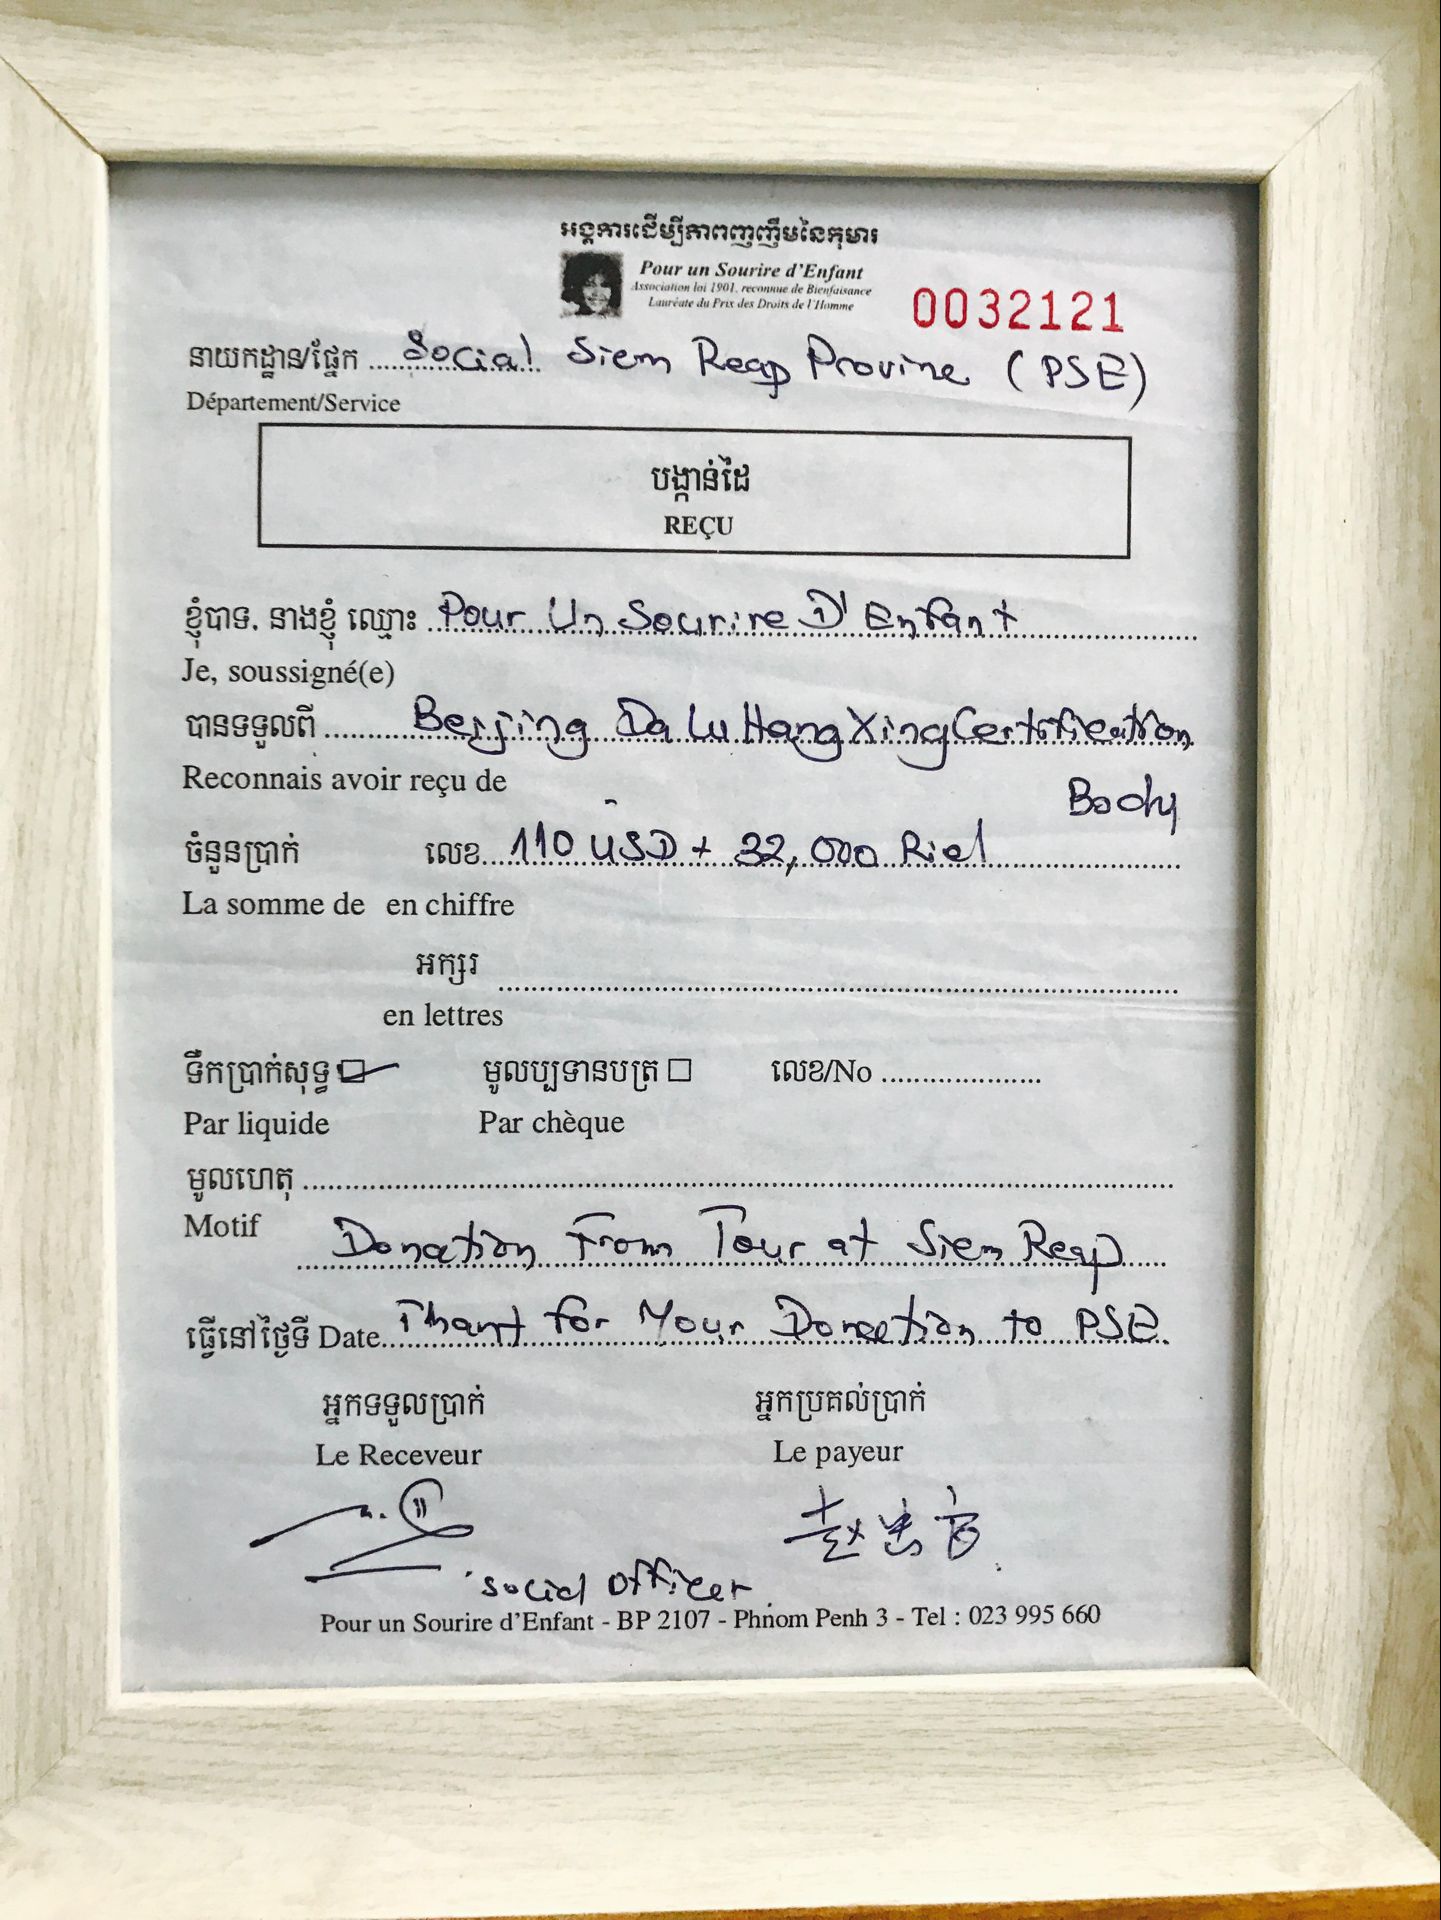 អង្គការដើម្បីភាពញញឹមនៃកុមារ
Pour un Sourire d'Enfant
Association loi 1901, reconnue de Bienfaisance
Lauréate du Prix des Droits de l'Homme
0032121
នាយកដ្ឋាន/ផ្នែក ....Social Siem Reap Provine (PSE)
Département/Service
បង្កាន់ដៃ
REÇU
ខ្ញុំបាទ. នាងខ្ញុំ ឈ្មោះ Pour Un Sourire D'Enfant
Je, soussigné(e)
បានទទួលពី Beijing Da Lu Hang Xing Certification
Reconnais avoir reçu de
Body
ចំនួនប្រាក់ លេខ 110 USD + 32,000 Riel
La somme de en chiffre
អក្សរ
en lettres
ទឹកប្រាក់សុទ្ធ មូលប្បទានបត្រ លេខ/No
Par liquide Par chèque
មូលហេតុ
Motif Donation From Tour at Siem Reap
ធ្វើនៅថ្ងៃទី Date Thant for Your Donation to PSE.
អ្នកទទួលប្រាក់ អ្នកប្រគល់ប្រាក់
Le Receveur Le payeur
赵
Social Officer
Pour un Sourire d'Enfant - BP 2107 - Phnom Penh 3 - Tel : 023 995 660